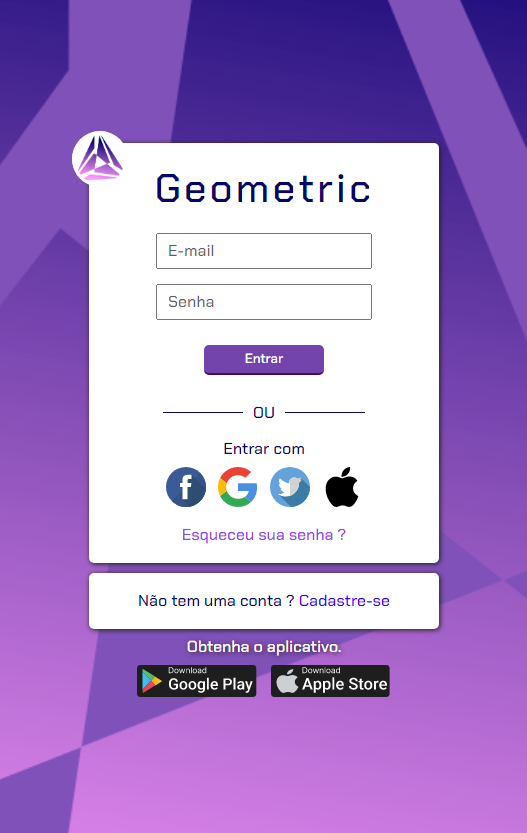 Geometric
E-mail
Senha
Entrar
OU
Entrar com
Esqueceu sua senha ?
Não tem uma conta ? Cadastre-se
Obtenha o aplicativo.
Download
Google Play
Download
Apple Store